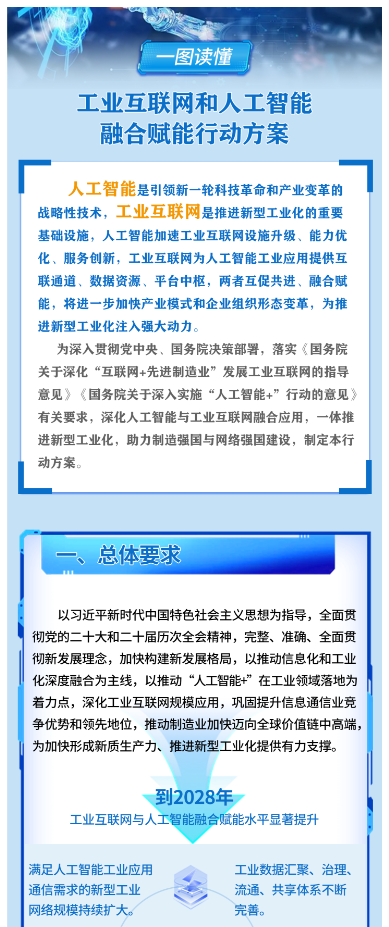 一图读懂
工业互联网和人工智能
融合赋能行动方案
人工智能是引领新一轮科技革命和产业变革的
战略性技术，工业互联网是推进新型工业化的重要
基础设施，人工智能加速工业互联网设施升级、能力优
化、服务创新，工业互联网为人工智能工业应用提供互
联通道、数据资源、平台中枢，两者互促共进、融合赋
能，将进一步加快产业模式和企业组织形态变革，为推
进新型工业化注入强大动力。
为深入贯彻党中央、国务院决策部署，落实《国务院
关于深化“互联网+先进制造业”发展工业互联网的指导
意见》《国务院关于深入实施“人工智能+”行动的意见》
有关要求，深化人工智能与工业互联网融合应用，一体推
进新型工业化，助力制造强国与网络强国建设，制定本行
动方案。
一、总体要求
以习近平新时代中国特色社会主义思想为指导，全面贯
彻党的二十大和二十届历次全会精神，完整、准确、全面贯
彻新发展理念，加快构建新发展格局，以推动信息化和工业
化深度融合为主线，以推动“人工智能+”在工业领域落地为
着力点，深化工业互联网规模应用，巩固提升信息通信业竞
争优势和领先地位，推动制造业加快迈向全球价值链中高端，
为加快形成新质生产力、推进新型工业化提供有力支撑。
到2028年
工业互联网与人工智能融合赋能水平显著提升
满足人工智能工业应用
通信需求的新型工业
网络规模持续扩大。
工业数据汇聚、治理、
流通、共享体系不断
完善。